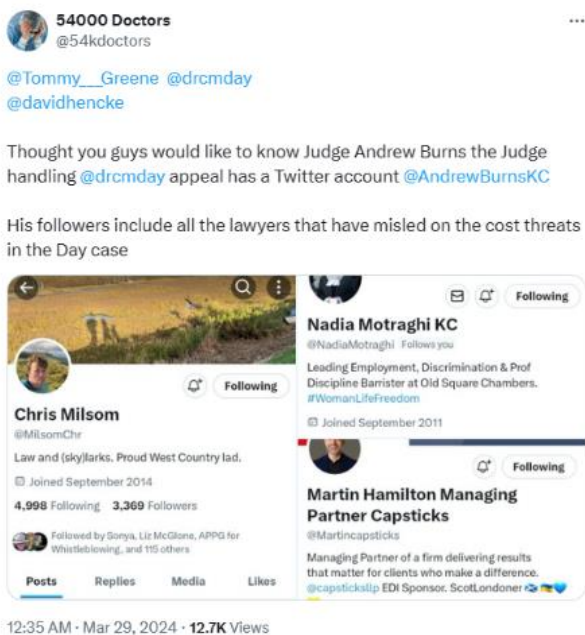 54000 Doctors
@54kdoctors
@Tommy___Greene @drcmday
@davidhencke
Thought you guys would like to know Judge Andrew Burns the Judge
handling @drcmday appeal has a Twitter account @AndrewBurnsKC
His followers include all the lawyers that have misled on the cost threats
in the Day case
Following
Chris Milsom
@MilsomChr
Law and (sky)larks. Proud West Country lad.
Joined September 2014
4,998 Following 3,369 Followers
Followed by Sonya, Liz McGlone, APPG for
Whistleblowing, and 115 others
Posts Replies Media Likes
Following
Nadia Motraghi KC
@NadiaMotraghi Follows you
Leading Employment, Discrimination & Prof
Discipline Barrister at Old Square Chambers.
#WomanLifeFreedom
Joined September 2011
Following
Martin Hamilton Managing
Partner Capsticks
@Martincapsticks
Managing Partner of a firm delivering results
that matter for clients who make a difference.
@capsticksllp EDI Sponsor. ScotLondoner
12:35 AM · Mar 29, 2024 · 12.7K Views